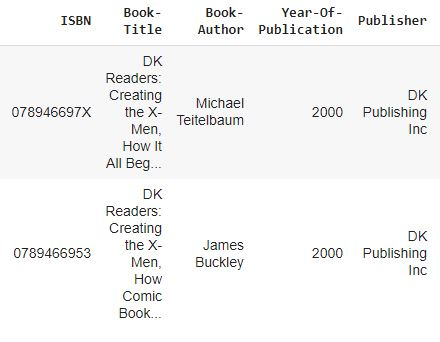 ISBN Book-Title Book-Author Year-Of-Publication Publisher
078946697X DK Readers: Creating the X-Men, How It All Beg... Michael Teitelbaum 2000 DK Publishing Inc
0789466953 DK Readers: Creating the X-Men, How Comic Book... James Buckley 2000 DK Publishing Inc